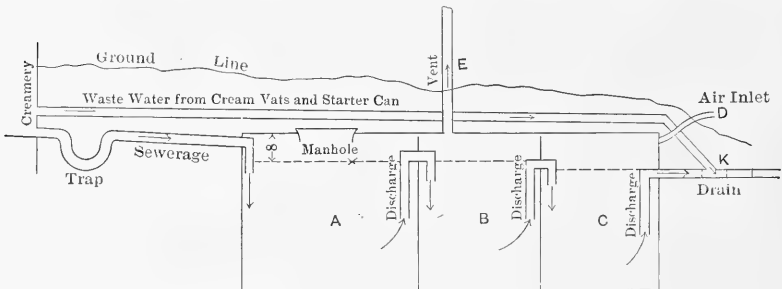 Ground Line
Creamery
Vent
E
Waste Water from Cream Vats and Starter Can
Air Inlet
D
Trap
Sewerage
8
Manhole
K
Drain
Discharge
Discharge
Discharge
A
B
C